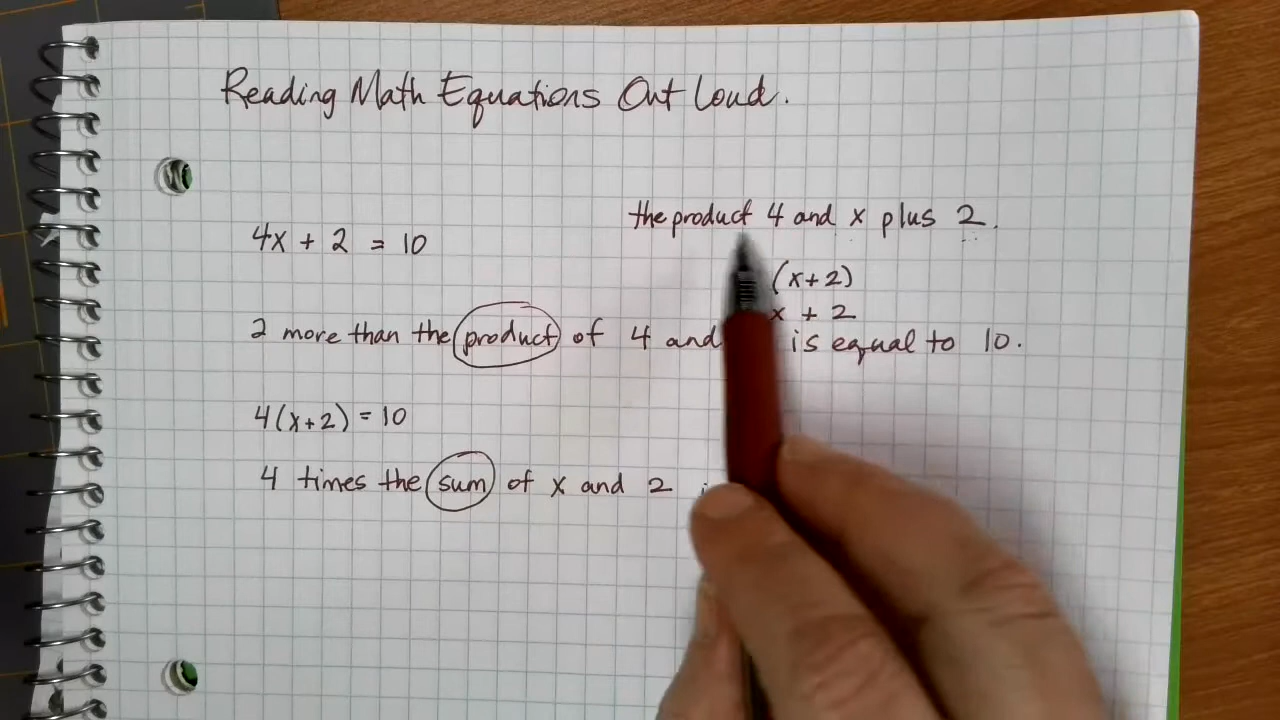 Reading Math Equations Out Loud.
the product 4 and x plus 2.
4x + 2 = 10
(x+2)
x + 2
2 more than the product of 4 and is equal to 10.
4(x+2) = 10
4 times the sum of x and 2